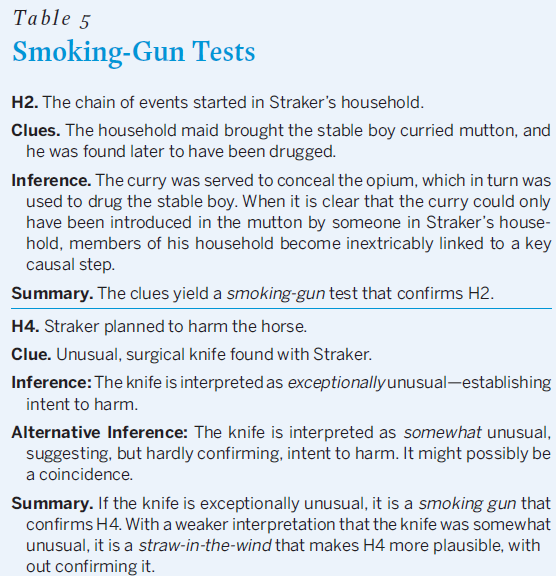 Table 5
Smoking-Gun Tests
H2. The chain of events started in Straker's household.
Clues. The household maid brought the stable boy curried mutton, and
he was found later to have been drugged.
Inference. The curry was served to conceal the opium, which in turn was
used to drug the stable boy. When it is clear that the curry could only
have been introduced in the mutton by someone in Straker's house-
hold, members of his household become inextricably linked to a key
causal step.
Summary. The clues yield a smoking-gun test that confirms H2.
H4. Straker planned to harm the horse.
Clue. Unusual, surgical knife found with Straker.
Inference: The knife is interpreted as exceptionally unusual—establishing
intent to harm.
Alternative Inference: The knife is interpreted as somewhat unusual,
suggesting, but hardly confirming, intent to harm. It might possibly be
a coincidence.
Summary. If the knife is exceptionally unusual, it is a smoking gun that
confirms H4. With a weaker interpretation that the knife was somewhat
unusual, it is a straw-in-the-wind that makes H4 more plausible, with
out confirming it.